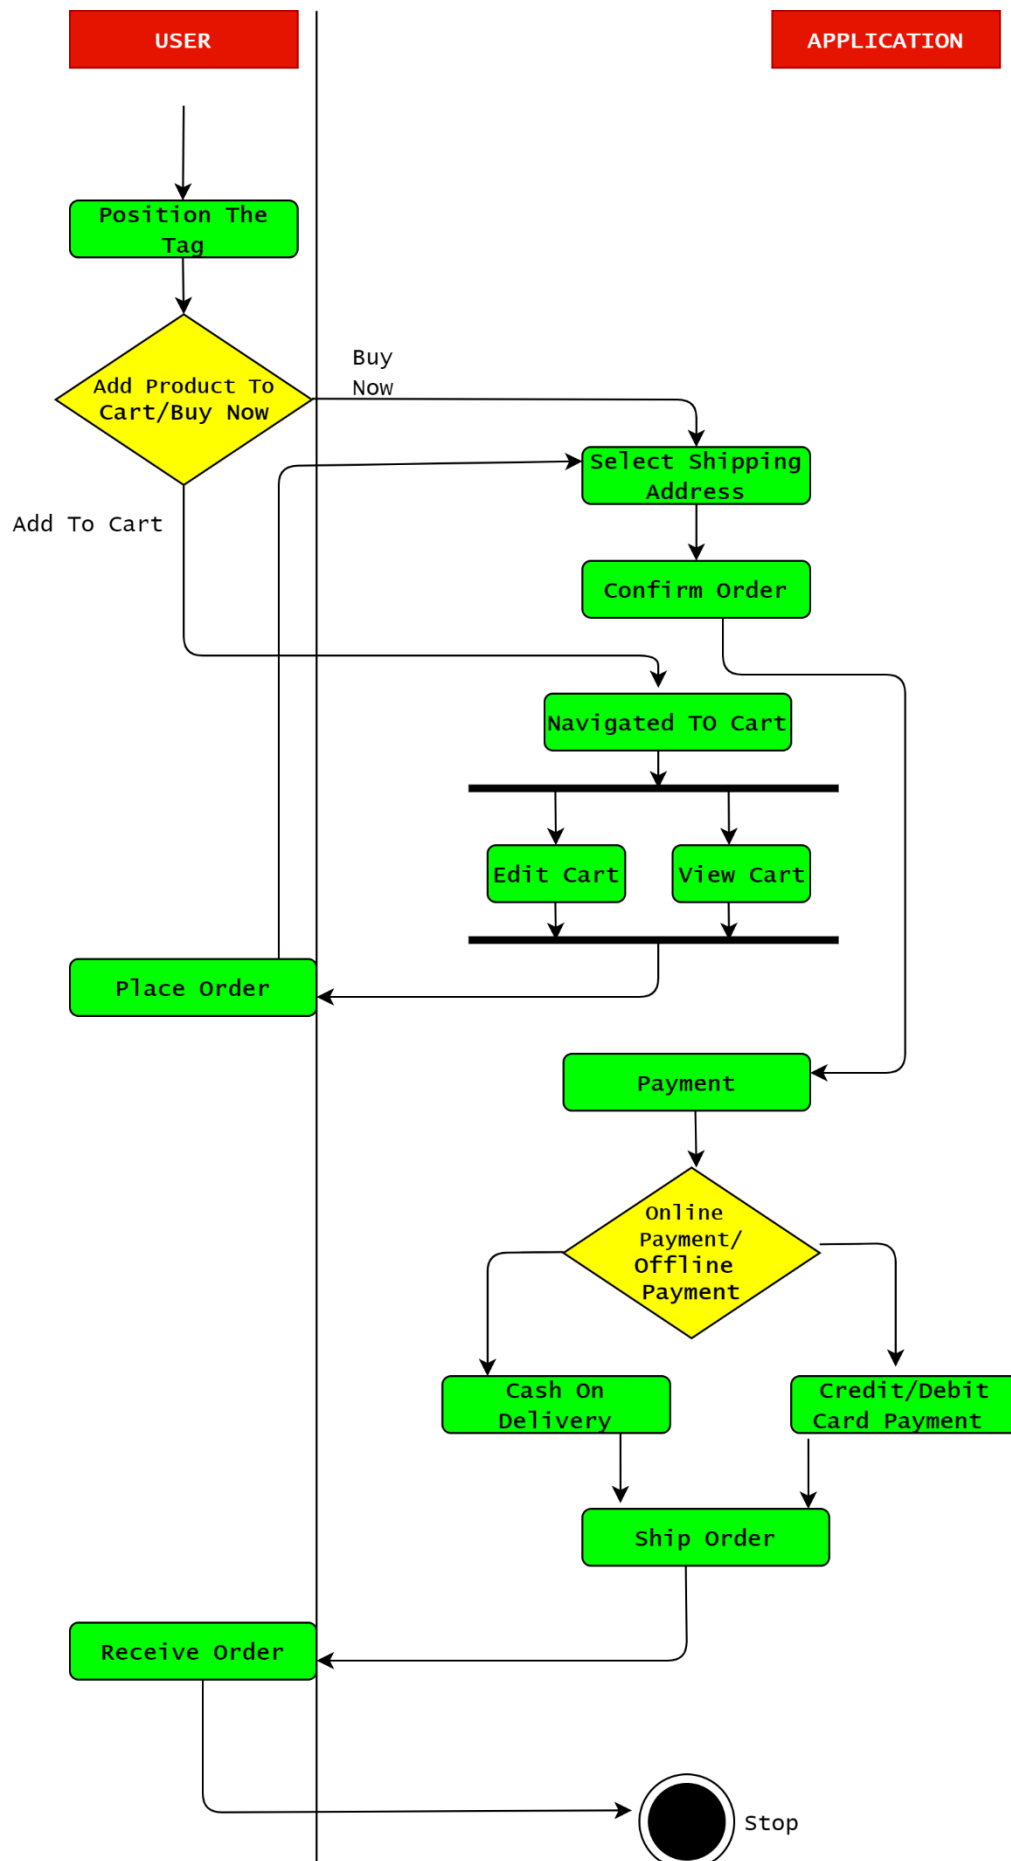 USER
APPLICATION
Position The
Tag
Add Product To
Cart/Buy Now
Buy
Now
Select Shipping
Address
Add To Cart
Confirm Order
Navigated TO Cart
Edit Cart
View Cart
Place Order
Payment
Online
Payment/
Offline
Payment
Cash On
Delivery
Credit/Debit
Card Payment
Ship Order
Receive Order
Stop